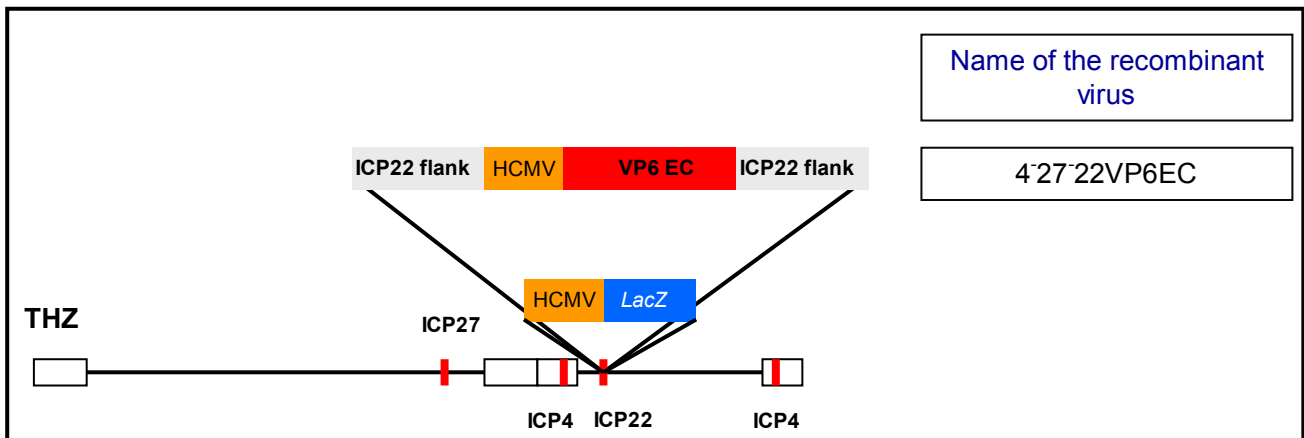 Name of the recombinant
virus
ICP22 flank HCMV VP6 EC ICP22 flank
4-27-22VP6EC
HCMV LacZ
THZ
ICP27
ICP4 ICP22 ICP4